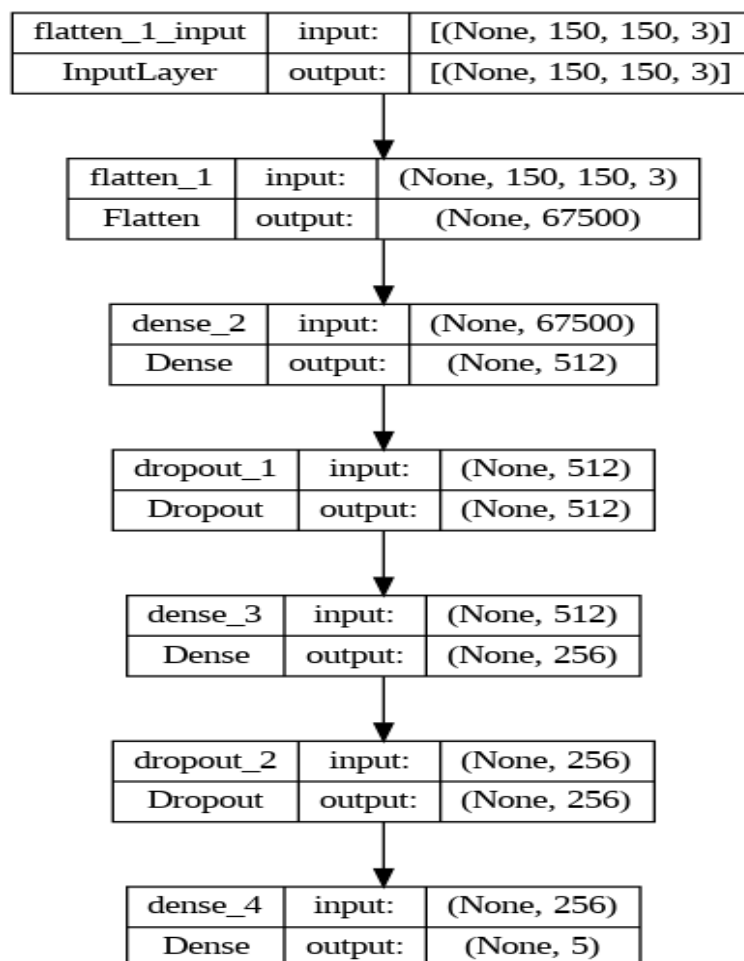 flatten_1_input input: [(None, 150, 150, 3)]
InputLayer output: [(None, 150, 150, 3)]
flatten_1 input: (None, 150, 150, 3)
Flatten output: (None, 67500)
dense_2 input: (None, 67500)
Dense output: (None, 512)
dropout_1 input: (None, 512)
Dropout output: (None, 512)
dense_3 input: (None, 512)
Dense output: (None, 256)
dropout_2 input: (None, 256)
Dropout output: (None, 256)
dense_4 input: (None, 256)
Dense output: (None, 5)